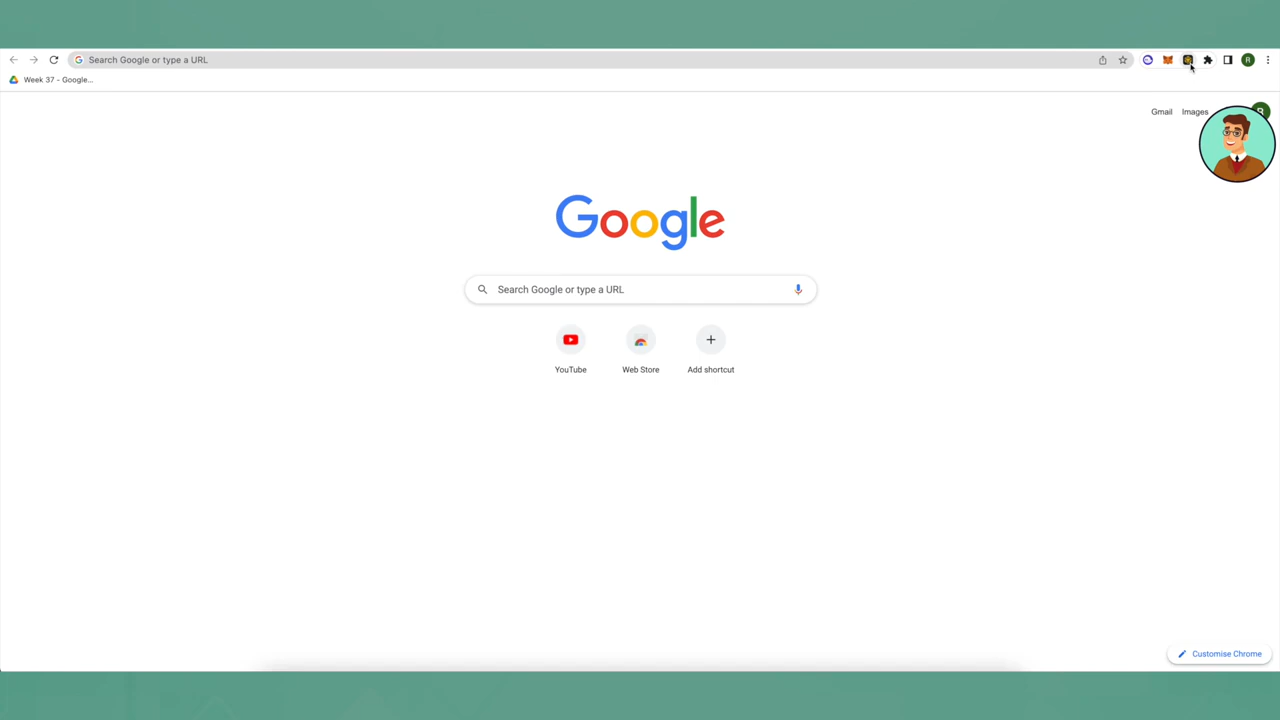 Search Google or type a URL
R
Week 37 - Google...
Gmail
Images
Google
Search Google or type a URL
YouTube
Web Store
Add shortcut
Customise Chrome